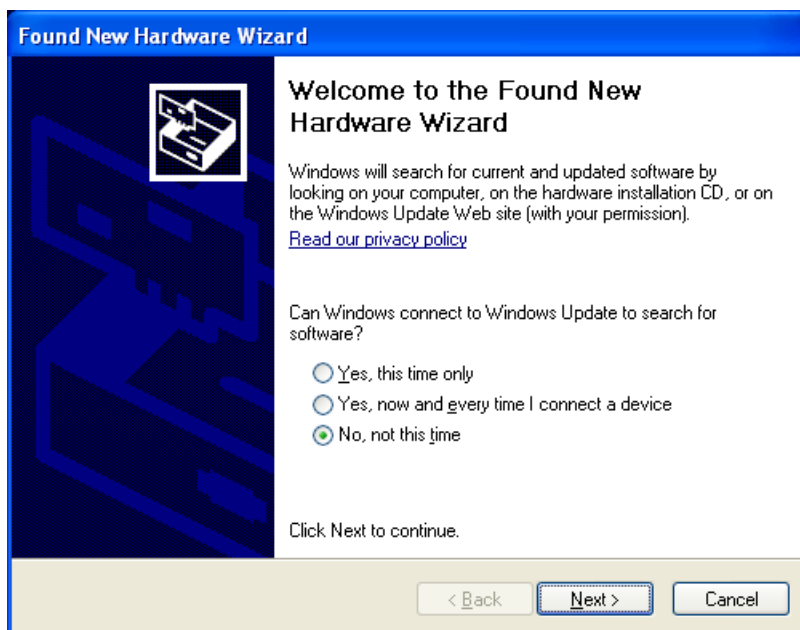 Found New Hardware Wizard
Welcome to the Found New
Hardware Wizard
Windows will search for current and updated software by
looking on your computer, on the hardware installation CD, or on
the Windows Update Web site (with your permission).
Read our privacy policy
Can Windows connect to Windows Update to search for
software?
Yes, this time only
Yes, now and every time I connect a device
No, not this time
Click Next to continue.
< Back
Next >
Cancel